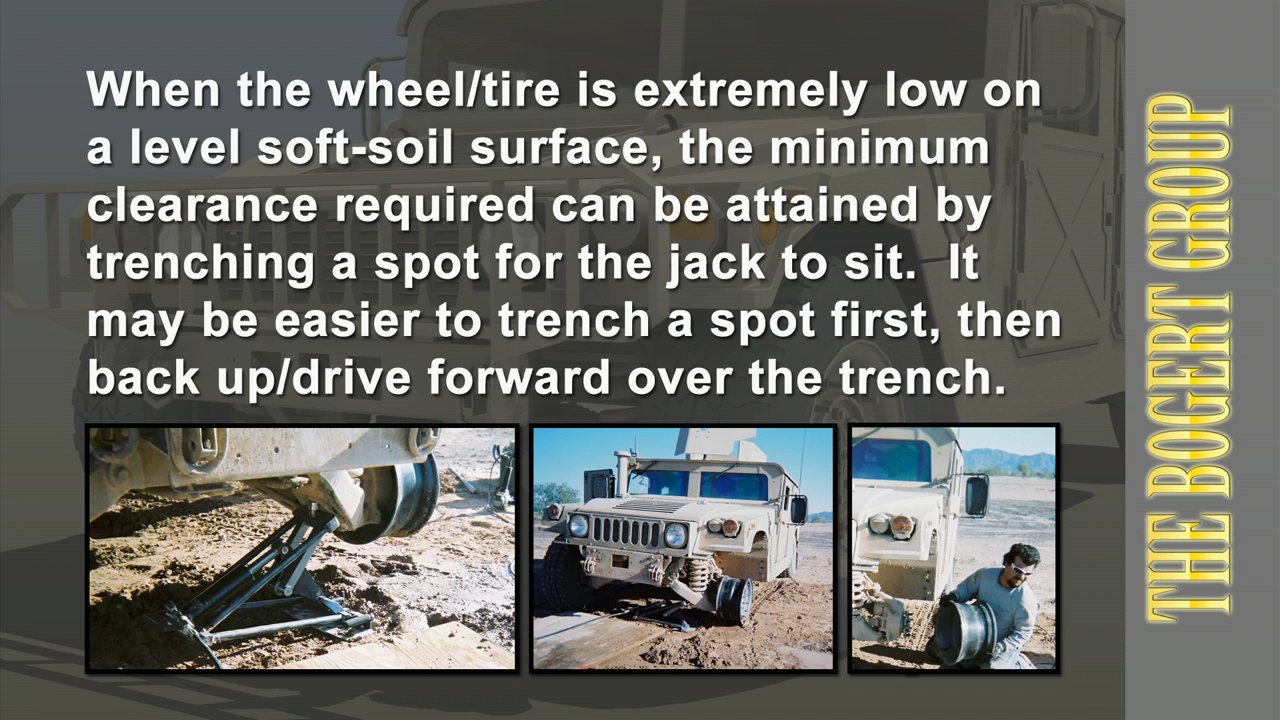 When the wheel/tire is extremely low on
a level soft-soil surface, the minimum
clearance required can be attained by
trenching a spot for the jack to sit.  It
may be easier to trench a spot first, then
back up/drive forward over the trench.
THE BOGERT GROUP